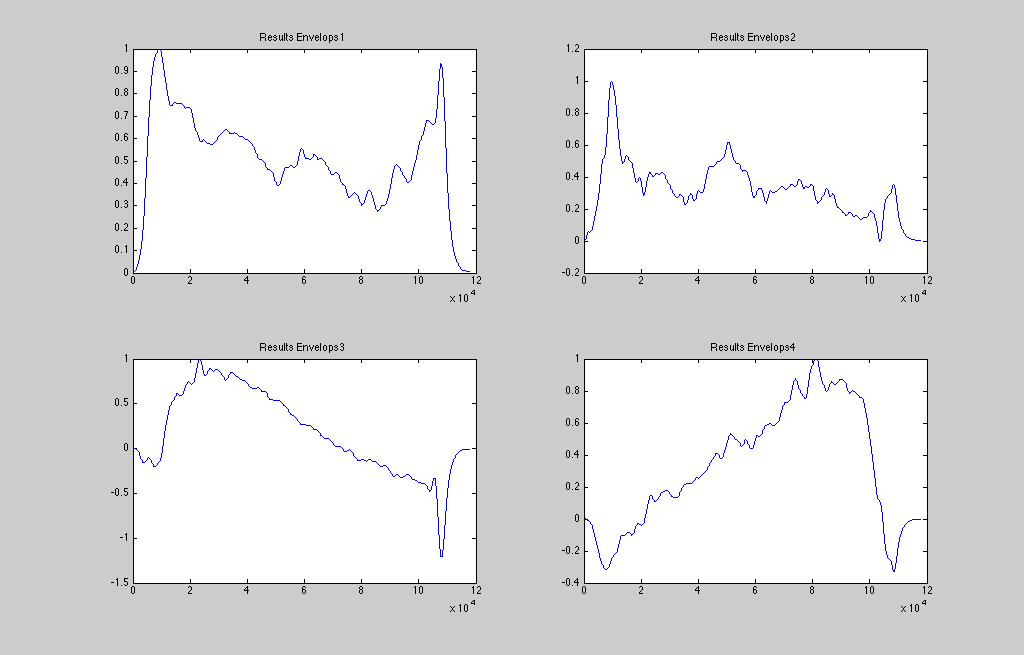 Results Envelops1
1
0.9
0.8
0.7
0.6
0.5
0.4
0.3
0.2
0.1
0
0 2 4 6 8 10 12
x 10^4
Results Envelops2
1.2
1
0.8
0.6
0.4
0.2
0
-0.2
0 2 4 6 8 10 12
x 10^4
Results Envelops3
1
0.5
0
-0.5
-1
-1.5
0 2 4 6 8 10 12
x 10^4
Results Envelops4
1
0.8
0.6
0.4
0.2
0
-0.2
-0.4
0 2 4 6 8 10 12
x 10^4